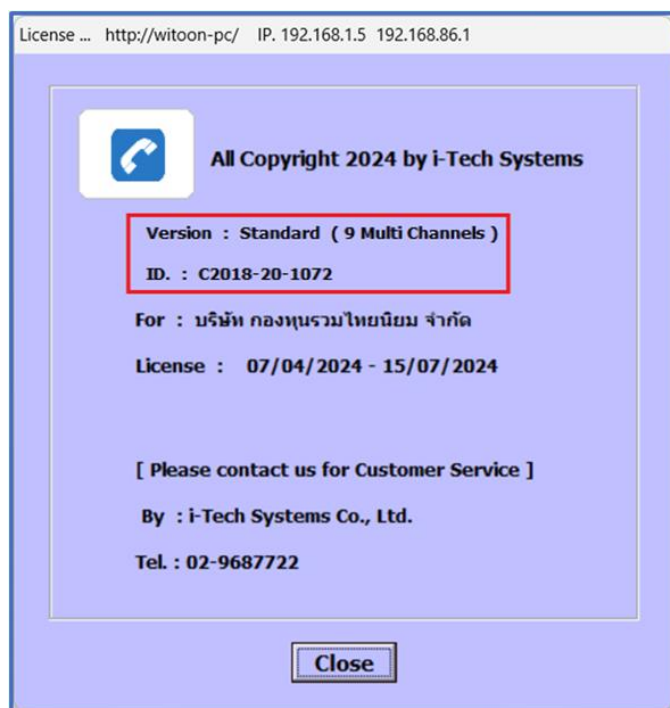 License ... http://witoon-pc/ IP. 192.168.1.5 192.168.86.1
All Copyright 2024 by i-Tech Systems
Version : Standard ( 9 Multi Channels )
ID. : C2018-20-1072
For : บริษัท กองทุนรวมไทยนิยม จำกัด
License : 07/04/2024 - 15/07/2024
[ Please contact us for Customer Service ]
By : i-Tech Systems Co., Ltd.
Tel. : 02-9687722
Close